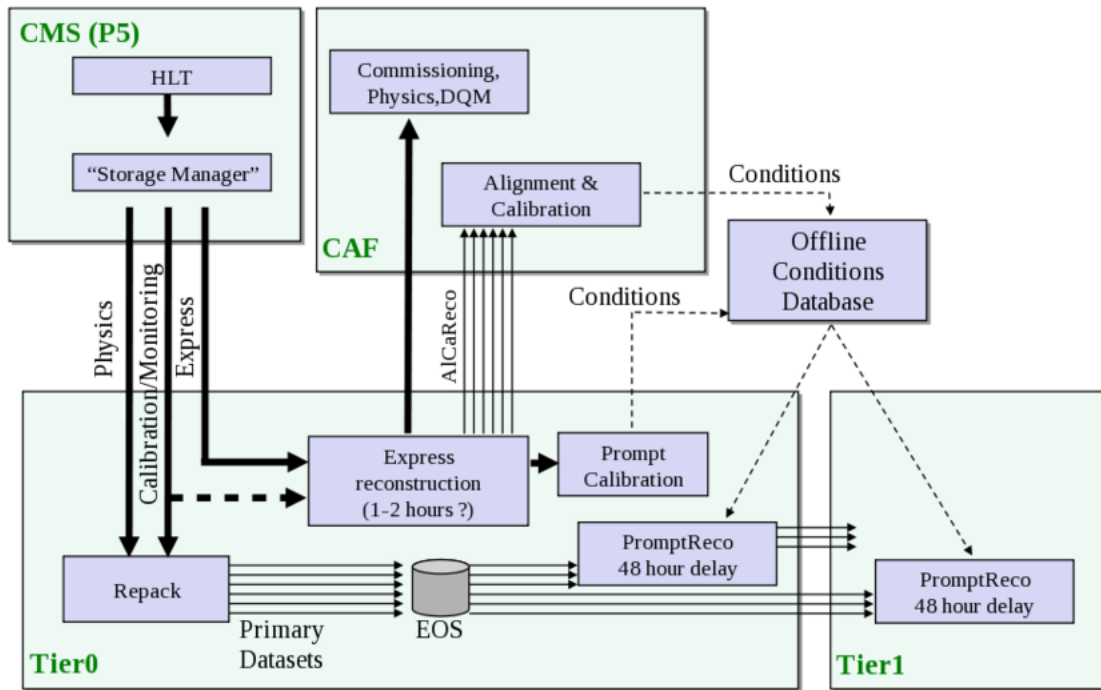 CMS (P5)
HLT
“Storage Manager”
Commissioning,
Physics,DQM
Alignment &
Calibration
CAF
Conditions
Offline
Conditions
Database
Conditions
Physics
Calibration/Monitoring
Express
AlCaReco
Express
reconstruction
(1-2 hours ?)
Prompt
Calibration
PromptReco
48 hour delay
PromptReco
48 hour delay
Repack
Primary
Datasets
EOS
Tier0
Tier1